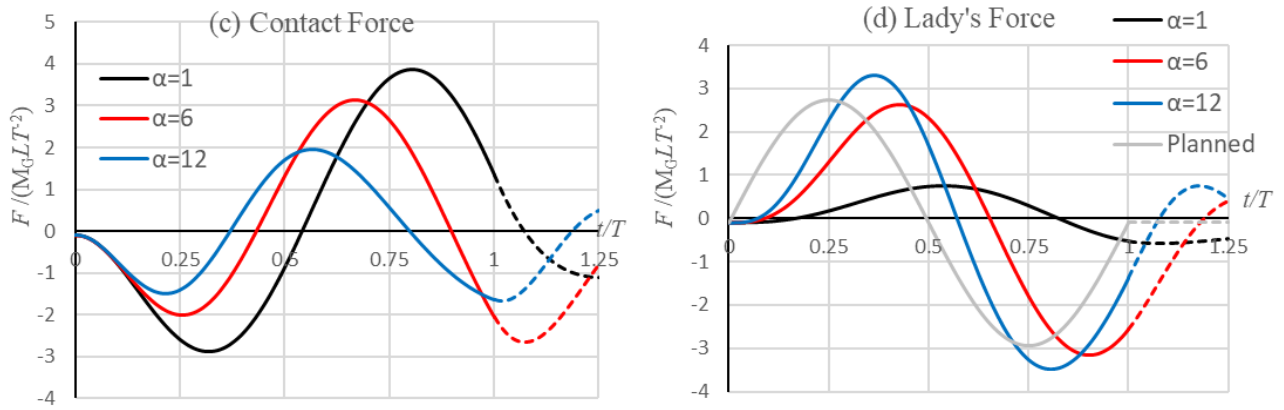 (c) Contact Force
F /(M_GLT⁻²)
5
4
3
2
1
0
-1
-2
-3
-4
α=1
α=6
α=12
0
0.25
0.5
0.75
1
1.25
t/T
(d) Lady's Force
F /(M_GLT⁻²)
4
3
2
1
0
-1
-2
-3
-4
α=1
α=6
α=12
Planned
0
0.25
0.5
0.75
1
1.25
t/T